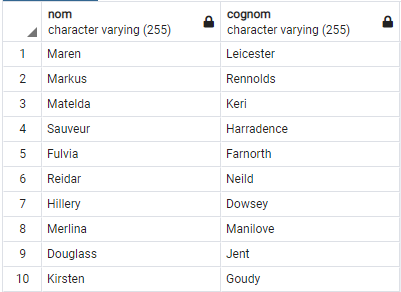 nom cognom
character varying (255) character varying (255)
1 Maren Leicester
2 Markus Rennolds
3 Matelda Keri
4 Sauveur Harradence
5 Fulvia Farnorth
6 Reidar Neild
7 Hillery Dowsey
8 Merlina Manilove
9 Douglass Jent
10 Kirsten Goudy